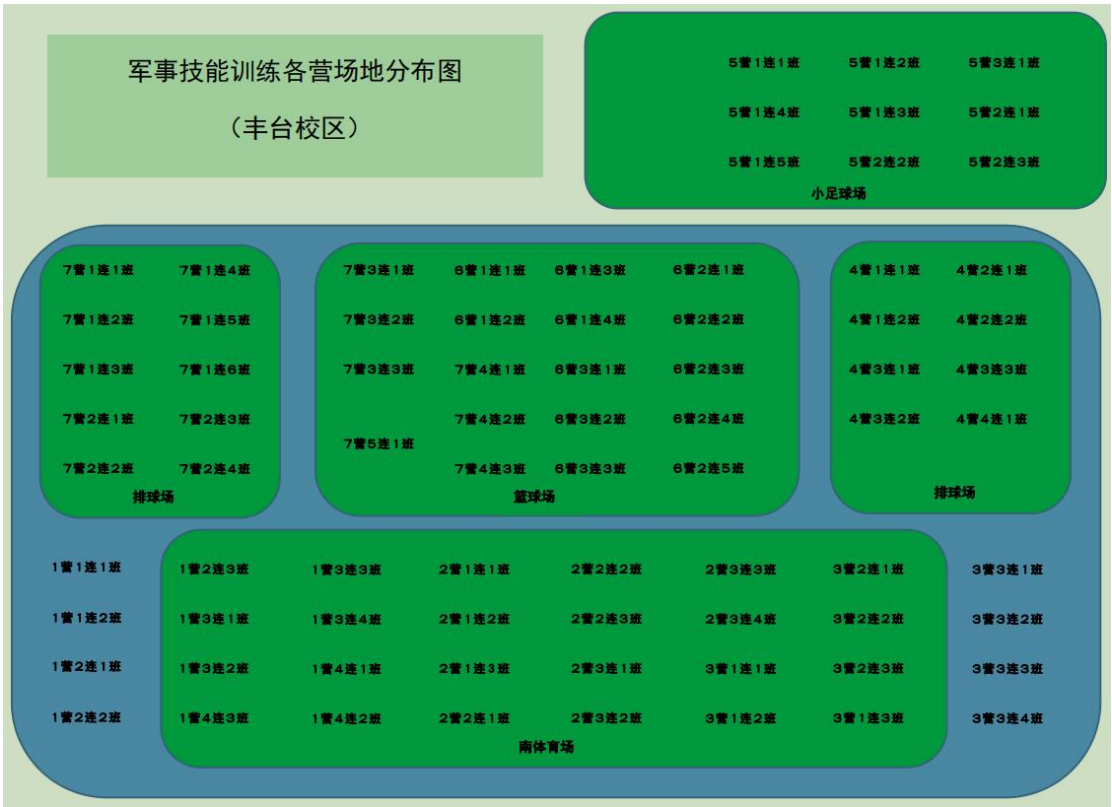 军事技能训练各营场地分布图
（丰台校区）
5营1连1班 5营1连2班 5营3连1班
5营1连4班 5营1连3班 5营2连1班
5营1连5班 5营2连2班 5营2连3班
小足球场
7营1连1班 7营1连4班
7营1连2班 7营1连5班
7营1连3班 7营1连6班
7营2连1班 7营2连3班
7营2连2班 7营2连4班
排球场
7营3连1班 6营1连1班 6营1连3班 6营2连1班
7营3连2班 6营1连2班 6营1连4班 6营2连2班
7营3连3班 7营4连1班 6营3连1班 6营2连3班
7营4连2班 6营3连2班 6营2连4班
7营5连1班
7营4连3班 6营3连3班 6营2连5班
篮球场
4营1连1班 4营2连1班
4营1连2班 4营2连2班
4营3连1班 4营3连3班
4营3连2班 4营4连1班
排球场
1营1连1班 1营2连3班 1营3连3班 2营1连1班 2营2连2班 2营3连3班 3营2连1班 3营3连1班
1营1连2班 1营3连1班 1营3连4班 2营1连2班 2营2连3班 2营3连4班 3营2连2班 3营3连2班
1营2连1班 1营3连2班 1营4连1班 2营1连3班 2营3连1班 3营1连1班 3营2连3班 3营3连3班
1营2连2班 1营4连3班 1营4连2班 2营2连1班 2营3连2班 3营1连2班 3营1连3班 3营3连4班
南体育场